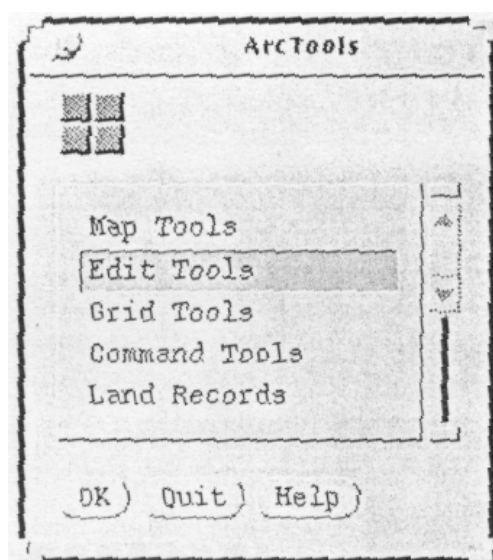 ArcTools
Map Tools
Edit Tools
Grid Tools
Command Tools
Land Records
OK Quit Help